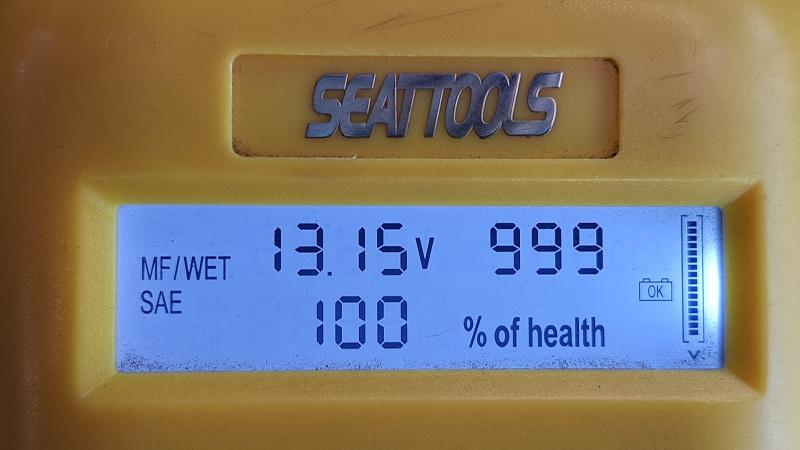 SEATTOOLS
MF/WET 13.15V 999
SAE 100 % of health
OK